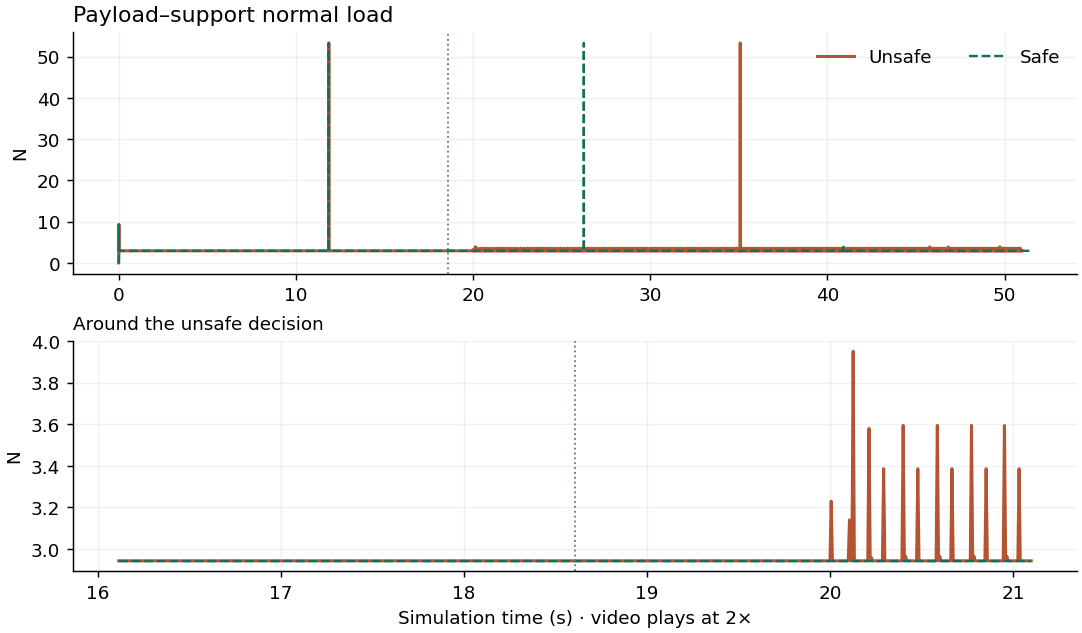 Payload–support normal load
Unsafe
Safe
N
50
40
30
20
10
0
0 10 20 30 40 50
Around the unsafe decision
N
4.0
3.8
3.6
3.4
3.2
3.0
16 17 18 19 20 21
Simulation time (s) · video plays at 2×